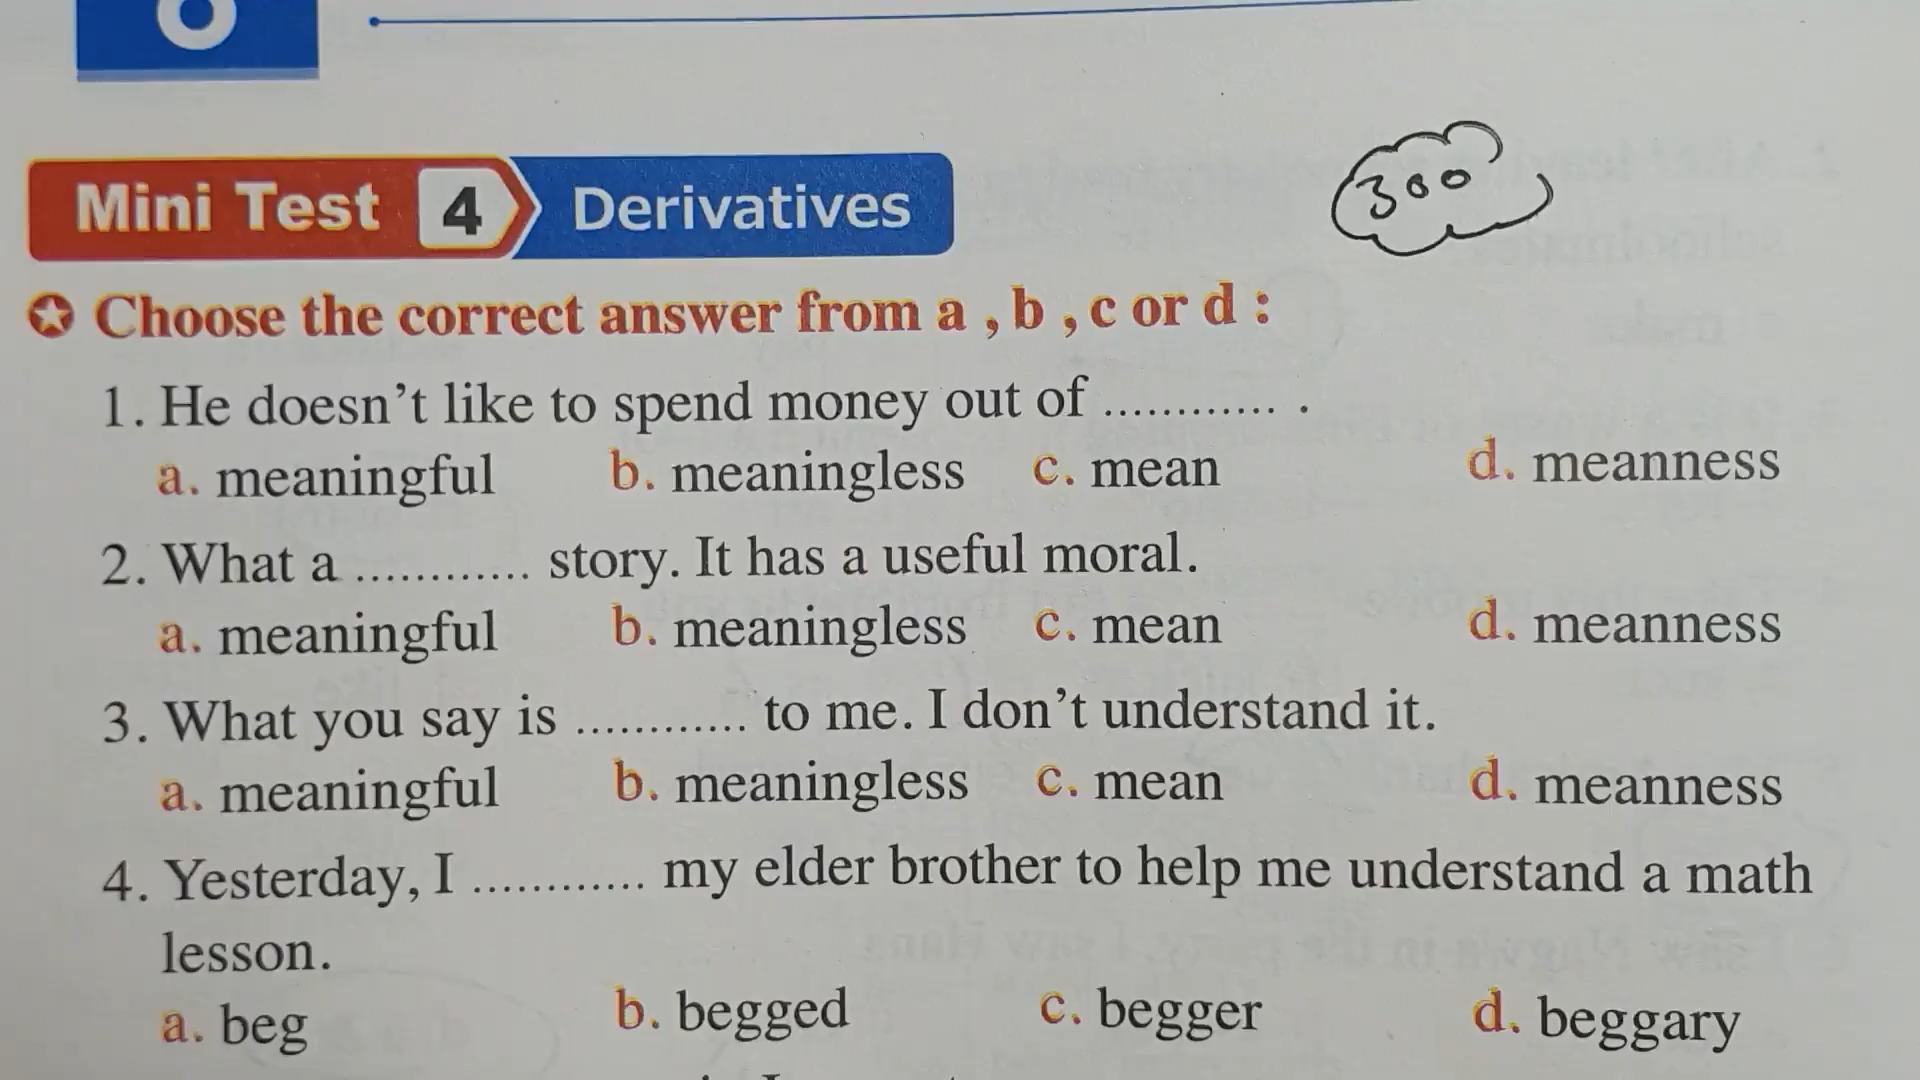 Mini Test 4 Derivatives
300
Choose the correct answer from a , b , c or d :
1. He doesn’t like to spend money out of ............ .
a. meaningful b. meaningless c. mean d. meanness
2. What a ............ story. It has a useful moral.
a. meaningful b. meaningless c. mean d. meanness
3. What you say is ............ to me. I don’t understand it.
a. meaningful b. meaningless c. mean d. meanness
4. Yesterday, I ............ my elder brother to help me understand a math
lesson.
a. beg b. begged c. begger d. beggary